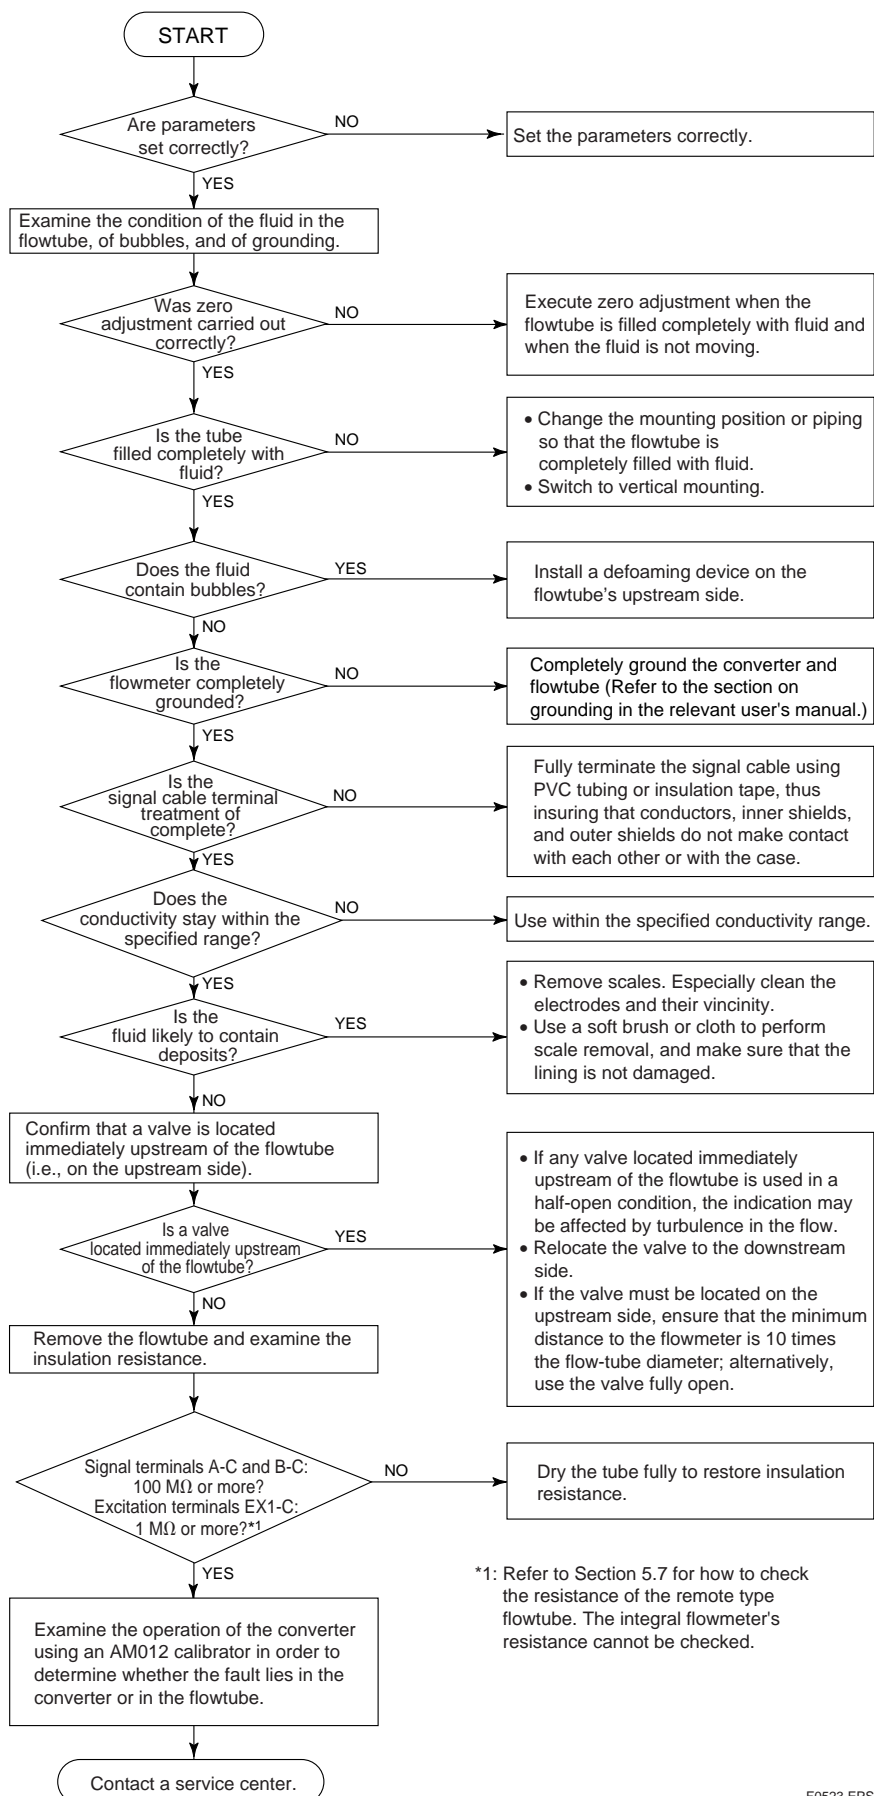 START
Are parameters
set correctly?
NO
Set the parameters correctly.
YES
Examine the condition of the fluid in the
flowtube, of bubbles, and of grounding.
Was zero
adjustment carried out
correctly?
NO
Execute zero adjustment when the
flowtube is filled completely with fluid and
when the fluid is not moving.
YES
Is the tube
filled completely with
fluid?
NO
• Change the mounting position or piping
so that the flowtube is
completely filled with fluid.
• Switch to vertical mounting.
YES
Does the fluid
contain bubbles?
YES
Install a defoaming device on the
flowtube's upstream side.
NO
Is the
flowmeter completely
grounded?
NO
Completely ground the converter and
flowtube (Refer to the section on
grounding in the relevant user's manual.)
YES
Is the
signal cable terminal
treatment of
complete?
NO
Fully terminate the signal cable using
PVC tubing or insulation tape, thus
insuring that conductors, inner shields,
and outer shields do not make contact
with each other or with the case.
YES
Does the
conductivity stay within the
specified range?
NO
Use within the specified conductivity range.
YES
Is the
fluid likely to contain
deposits?
YES
• Remove scales. Especially clean the
electrodes and their vincinity.
• Use a soft brush or cloth to perform
scale removal, and make sure that the
lining is not damaged.
NO
Confirm that a valve is located
immediately upstream of the flowtube
(i.e., on the upstream side).
Is a valve
located immediately upstream
of the flowtube?
YES
• If any valve located immediately
upstream of the flowtube is used in a
half-open condition, the indication may
be affected by turbulence in the flow.
• Relocate the valve to the downstream
side.
• If the valve must be located on the
upstream side, ensure that the minimum
distance to the flowmeter is 10 times
the flow-tube diameter; alternatively,
use the valve fully open.
NO
Remove the flowtube and examine the
insulation resistance.
Signal terminals A-C and B-C:
100 MΩ or more?
Excitation terminals EX1-C:
1 MΩ or more?*1
NO
Dry the tube fully to restore insulation
resistance.
YES
*1: Refer to Section 5.7 for how to check
the resistance of the remote type
flowtube. The integral flowmeter's
resistance cannot be checked.
Examine the operation of the converter
using an AM012 calibrator in order to
determine whether the fault lies in the
converter or in the flowtube.
Contact a service center.